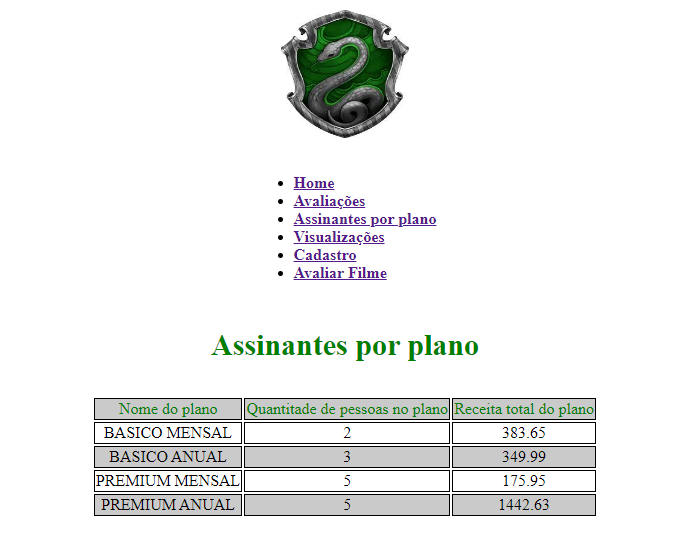 Home
Avaliações
Assinantes por plano
Visualizações
Cadastro
Avaliar Filme
Assinantes por plano
Nome do plano Quantitade de pessoas no plano Receita total do plano
BASICO MENSAL 2 383.65
BASICO ANUAL 3 349.99
PREMIUM MENSAL 5 175.95
PREMIUM ANUAL 5 1442.63